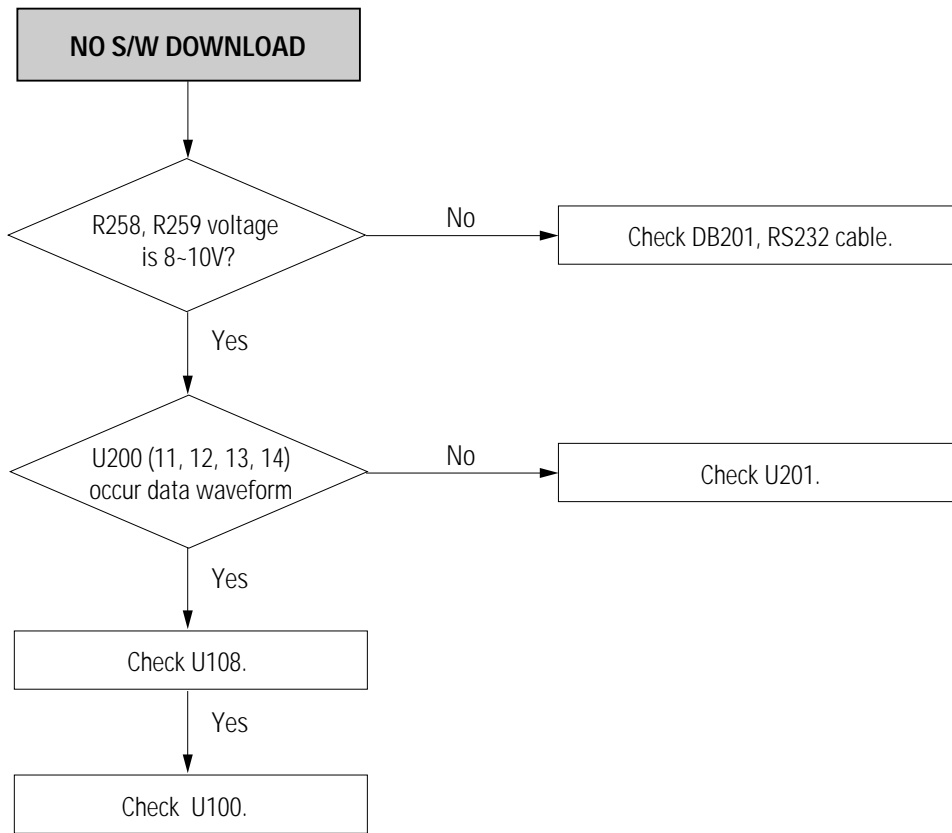 NO S/W DOWNLOAD
R258, R259 voltage
is 8~10V?
No
Check DB201, RS232 cable.
Yes
U200 (11, 12, 13, 14)
occur data waveform
No
Check U201.
Yes
Check U108.
Yes
Check U100.